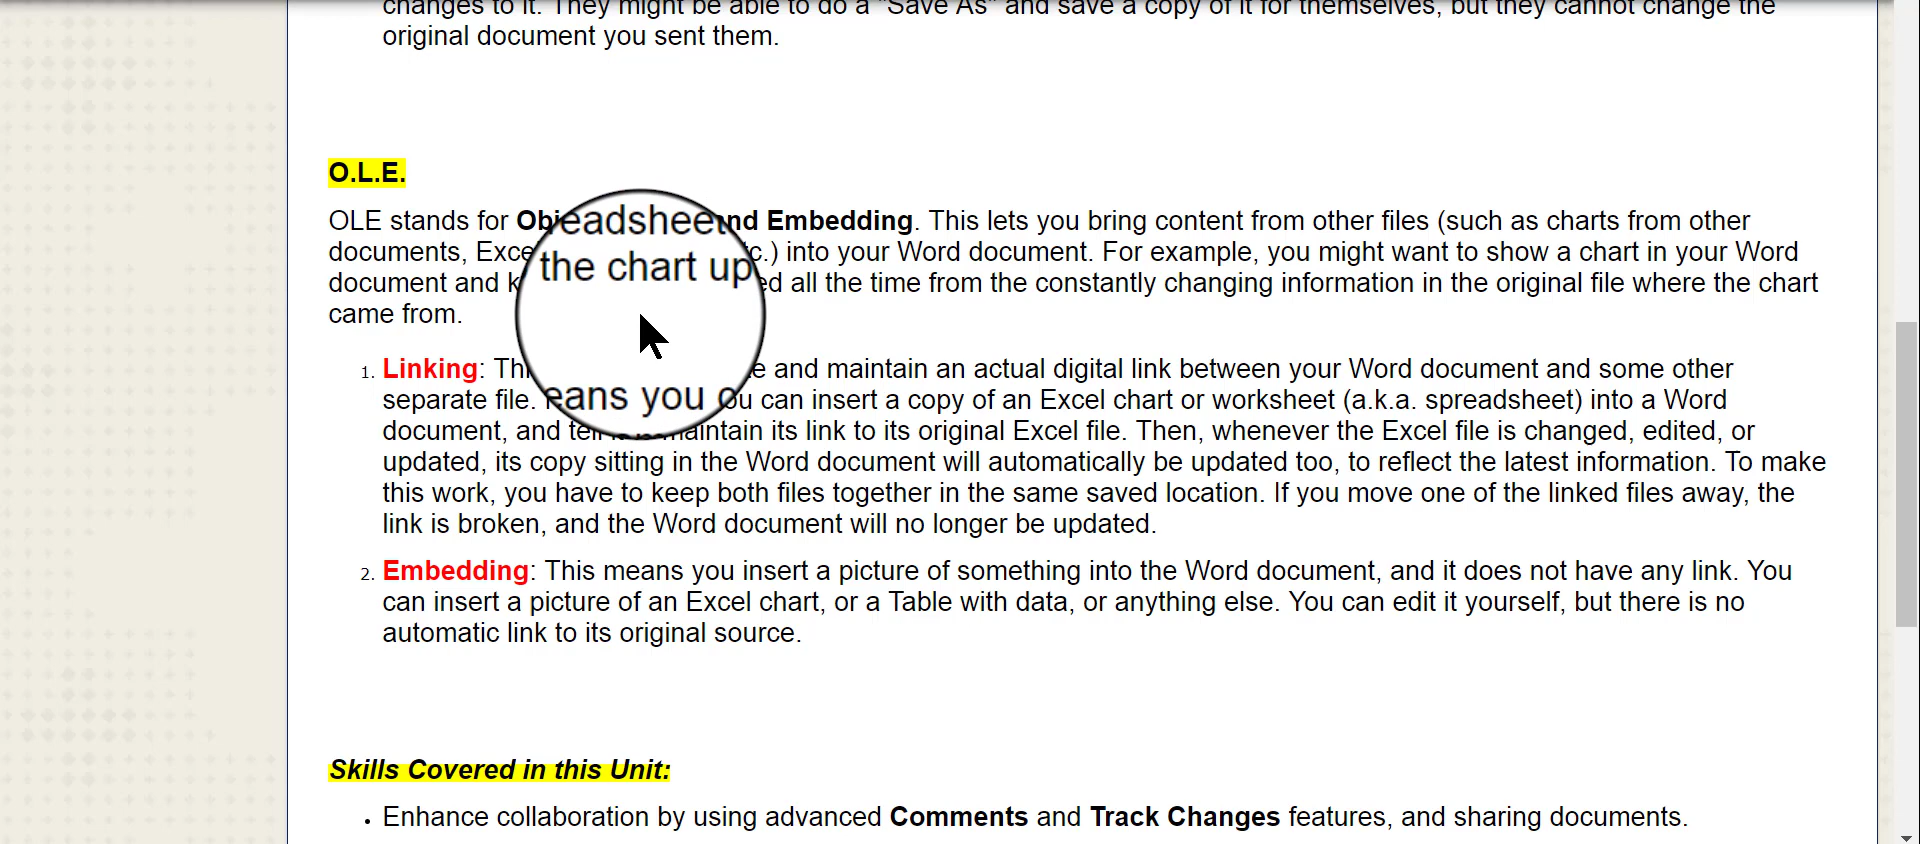 changes to it. They might be able to do a "Save As" and save a copy of it for themselves, but they cannot change the
original document you sent them.
O.L.E.
OLE stands for Obj nd Embedding. This lets you bring content from other files (such as charts from other
documents, Exce c.) into your Word document. For example, you might want to show a chart in your Word
document and k ed all the time from the constantly changing information in the original file where the chart
came from.
eadsheet
the chart up
eans you
1. Linking: Thi e and maintain an actual digital link between your Word document and some other
separate file. ou can insert a copy of an Excel chart or worksheet (a.k.a. spreadsheet) into a Word
document, and maintain its link to its original Excel file. Then, whenever the Excel file is changed, edited, or
updated, its copy sitting in the Word document will automatically be updated too, to reflect the latest information. To make
this work, you have to keep both files together in the same saved location. If you move one of the linked files away, the
link is broken, and the Word document will no longer be updated.
2. Embedding: This means you insert a picture of something into the Word document, and it does not have any link. You
can insert a picture of an Excel chart, or a Table with data, or anything else. You can edit it yourself, but there is no
automatic link to its original source.
Skills Covered in this Unit:
• Enhance collaboration by using advanced Comments and Track Changes features, and sharing documents.